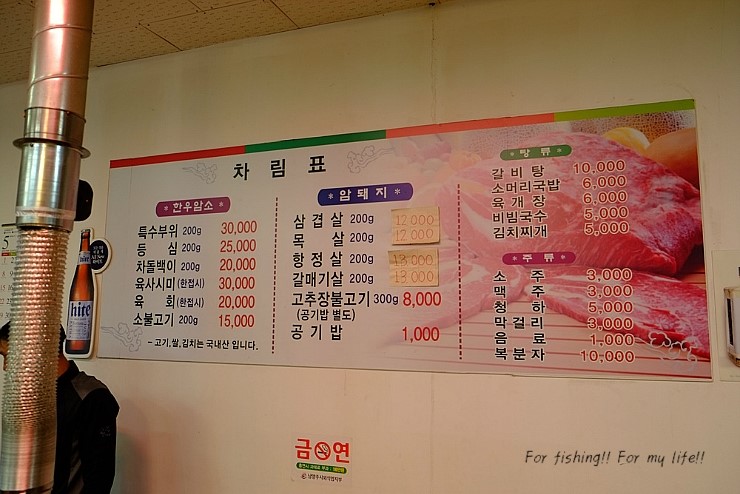 차 림 표
* 한우암소 *
특수부위 200g 30,000
등 심 200g 25,000
차돌백이 200g 20,000
육사시미 (한접시) 30,000
육 회 (한접시) 20,000
소불고기 200g 15,000
- 고기,쌀,김치는 국내산 입니다.
* 암돼지 *
삼 겹 살 200g 12,000
목 살 200g 12,000
항 정 살 200g 13,000
갈매기살 200g 13,000
고추장불고기 300g 8,000
(공기밥 별도)
공 기 밥 1,000
* 탕 류 *
갈 비 탕 10,000
소머리국밥 6,000
육 개 장 6,000
비빔국수 5,000
김치찌개 5,000
* 주 류 *
소 주 3,000
맥 주 3,000
청 하 5,000
막 걸 리 3,000
음 료 1,000
복 분 자 10,000
5
hite
금연
For fishing!! For my life!!